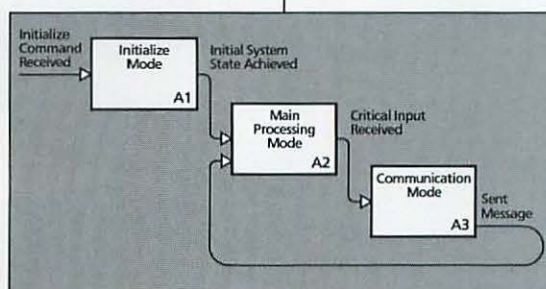 Initialize
Command
Received
Initialize
Mode
A1
Initial System
State Achieved
Main
Processing
Mode
A2
Critical Input
Received
Communication
Mode
A3
Sent
Message